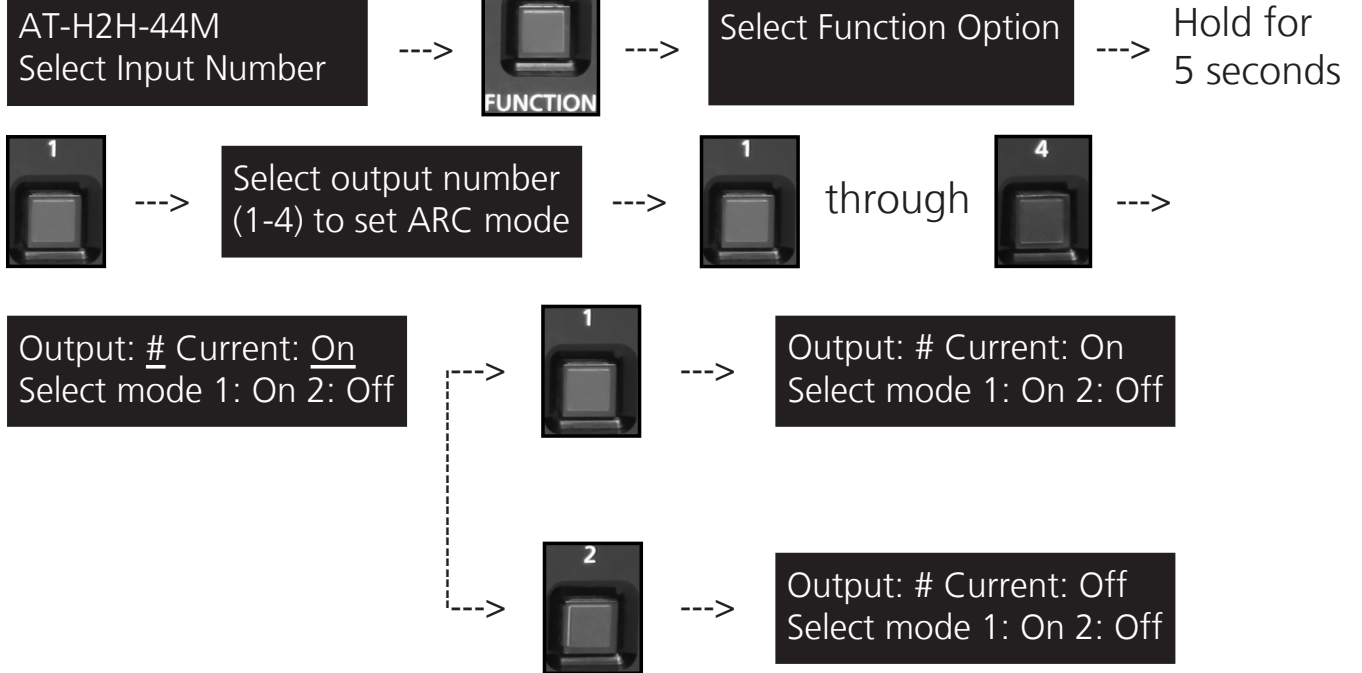 AT-H2H-44M
Select Input Number
--->
FUNCTION
--->
Select Function Option
--->
Hold for
5 seconds
1
--->
Select output number
(1-4) to set ARC mode
--->
1
through
4
--->
Output: # Current: On
Select mode 1: On 2: Off
--->
1
--->
Output: # Current: On
Select mode 1: On 2: Off
--->
2
--->
Output: # Current: Off
Select mode 1: On 2: Off